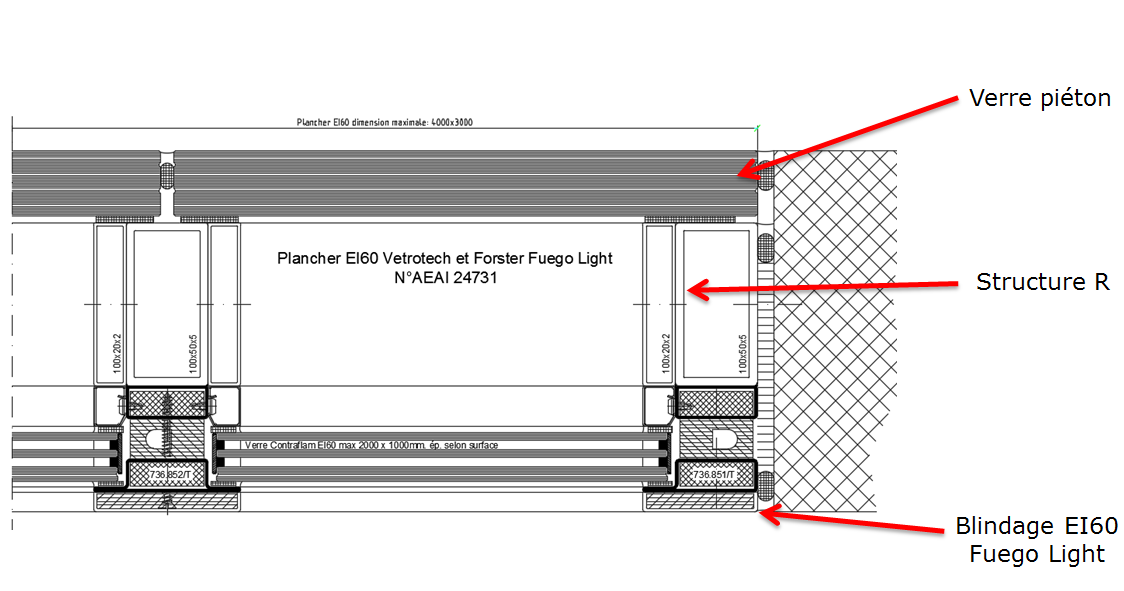 Verre piéton
Plancher EI60 dimension maximale: 4000x3000
Plancher EI60 Vetrotech et Forster Fuego Light
N°AEAI 24731
Structure R
100x20x2
100x50x5
100x20x2
100x50x5
Verre Contraflam EI60 max 2000 x 1000mm. ép. selon surface
736.852/T
736.851/T
Blindage EI60
Fuego Light